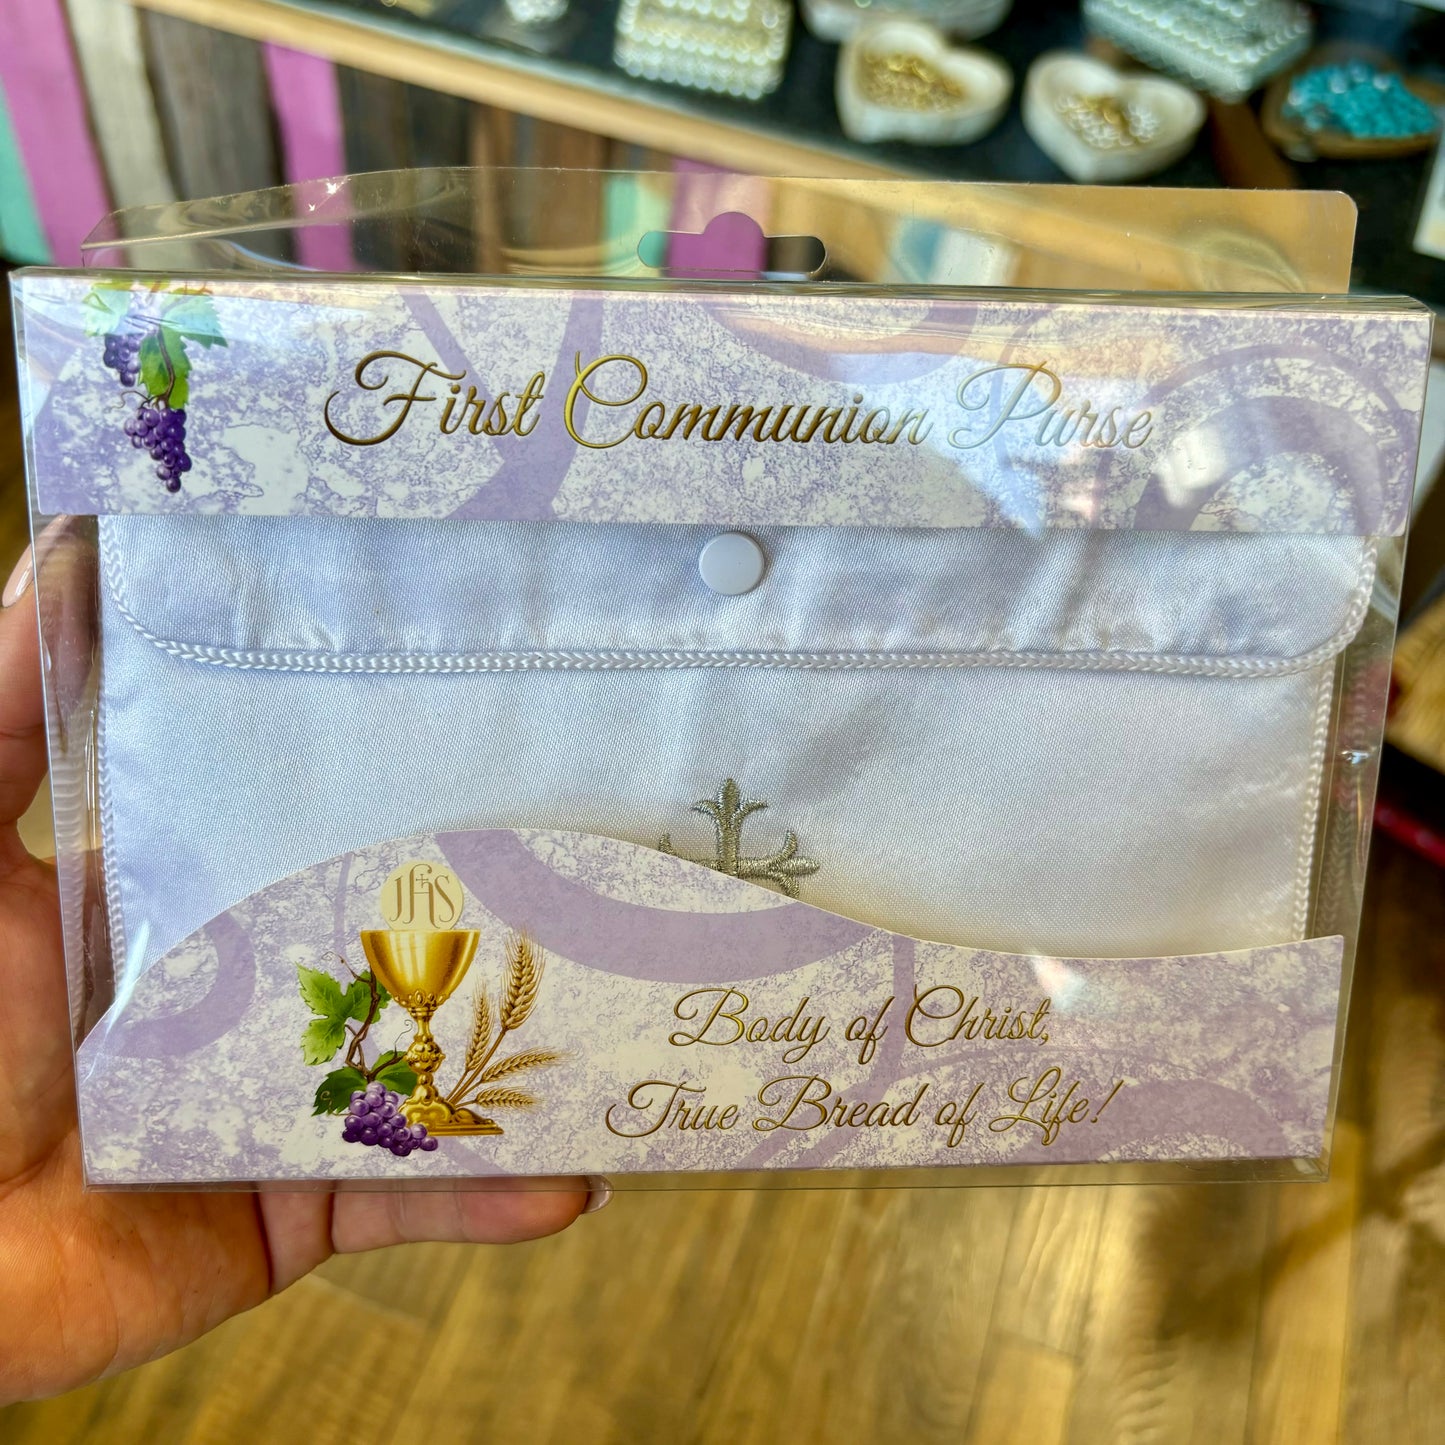 First Communion Purse
IHS
Body of Christ,
True Bread of Life!